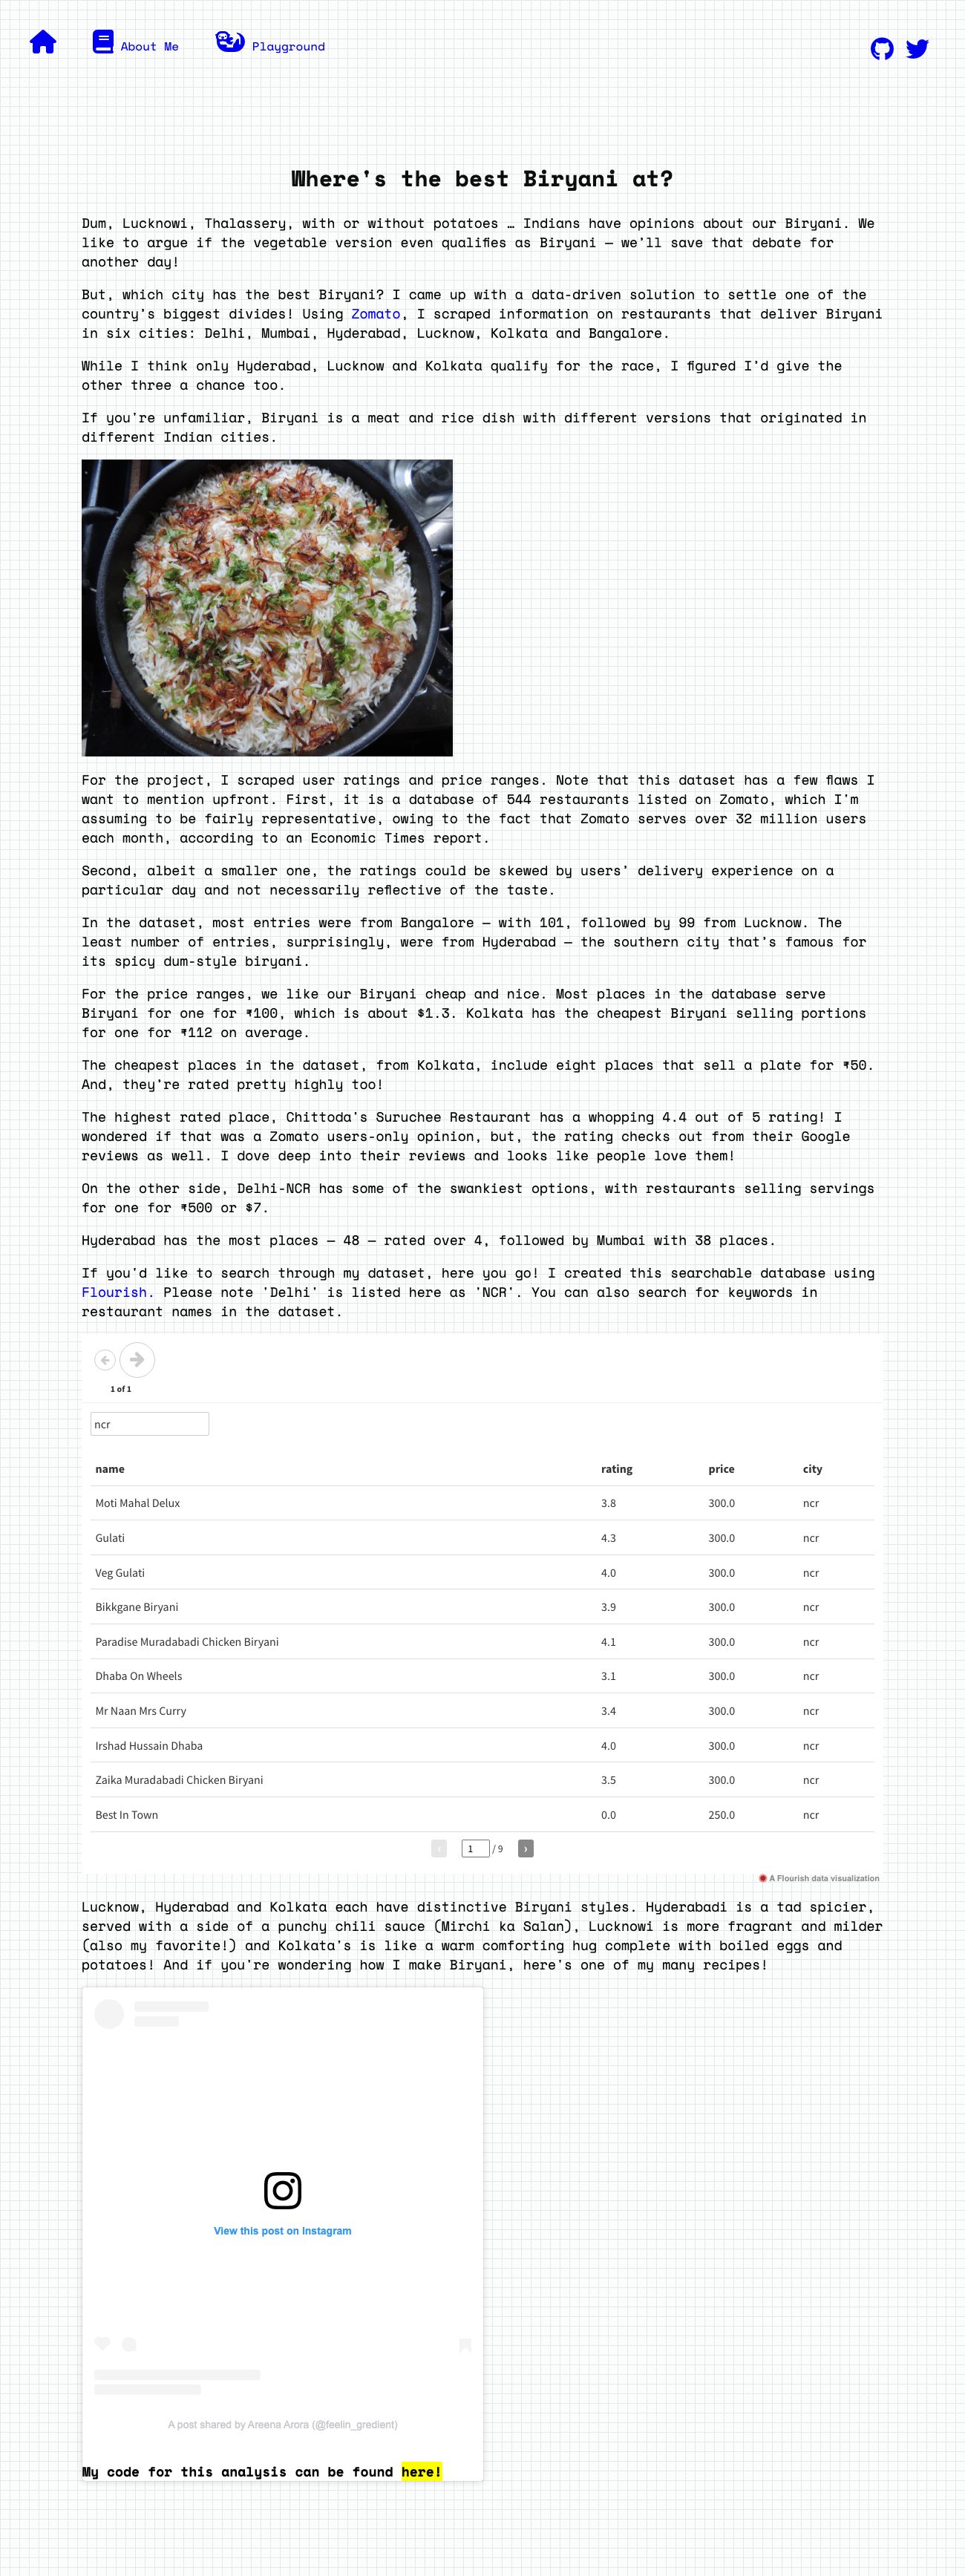 About Me
Playground
Where's the best Biryani at?
Dum, Lucknowi, Thalassery, with or without potatoes … Indians have opinions about our Biryani. We
like to argue if the vegetable version even qualifies as Biryani – we'll save that debate for
another day!
But, which city has the best Biryani? I came up with a data-driven solution to settle one of the
country's biggest divides! Using Zomato, I scraped information on restaurants that deliver Biryani
in six cities: Delhi, Mumbai, Hyderabad, Lucknow, Kolkata and Bangalore.
While I think only Hyderabad, Lucknow and Kolkata qualify for the race, I figured I'd give the
other three a chance too.
If you're unfamiliar, Biryani is a meat and rice dish with different versions that originated in
different Indian cities.
For the project, I scraped user ratings and price ranges. Note that this dataset has a few flaws I
want to mention upfront. First, it is a database of 544 restaurants listed on Zomato, which I'm
assuming to be fairly representative, owing to the fact that Zomato serves over 32 million users
each month, according to an Economic Times report.
Second, albeit a smaller one, the ratings could be skewed by users' delivery experience on a
particular day and not necessarily reflective of the taste.
In the dataset, most entries were from Bangalore – with 101, followed by 99 from Lucknow. The
least number of entries, surprisingly, were from Hyderabad – the southern city that's famous for
its spicy dum-style biryani.
For the price ranges, we like our Biryani cheap and nice. Most places in the database serve
Biryani for one for ₹100, which is about $1.3. Kolkata has the cheapest Biryani selling portions
for one for ₹112 on average.
The cheapest places in the dataset, from Kolkata, include eight places that sell a plate for ₹50.
And, they're rated pretty highly too!
The highest rated place, Chittoda's Suruchee Restaurant has a whopping 4.4 out of 5 rating! I
wondered if that was a Zomato users-only opinion, but, the rating checks out from their Google
reviews as well. I dove deep into their reviews and looks like people love them!
On the other side, Delhi-NCR has some of the swankiest options, with restaurants selling servings
for one for ₹500 or $7.
Hyderabad has the most places – 48 – rated over 4, followed by Mumbai with 38 places.
If you'd like to search through my dataset, here you go! I created this searchable database using
Flourish. Please note 'Delhi' is listed here as 'NCR'. You can also search for keywords in
restaurant names in the dataset.
1 of 1
ncr
name rating price city
Moti Mahal Delux 3.8 300.0 ncr
Gulati 4.3 300.0 ncr
Veg Gulati 4.0 300.0 ncr
Bikkgane Biryani 3.9 300.0 ncr
Paradise Muradabadi Chicken Biryani 4.1 300.0 ncr
Dhaba On Wheels 3.1 300.0 ncr
Mr Naan Mrs Curry 3.4 300.0 ncr
Irshad Hussain Dhaba 4.0 300.0 ncr
Zaika Muradabadi Chicken Biryani 3.5 300.0 ncr
Best In Town 0.0 250.0 ncr
‹ 1 / 9 ›
A Flourish data visualization
Lucknow, Hyderabad and Kolkata each have distinctive Biryani styles. Hyderabadi is a tad spicier,
served with a side of a punchy chili sauce (Mirchi ka Salan), Lucknowi is more fragrant and milder
(also my favorite!) and Kolkata's is like a warm comforting hug complete with boiled eggs and
potatoes! And if you're wondering how I make Biryani, here's one of my many recipes!
View this post on Instagram
A post shared by Areena Arora (@feelin_gredient)
My code for this analysis can be found here!